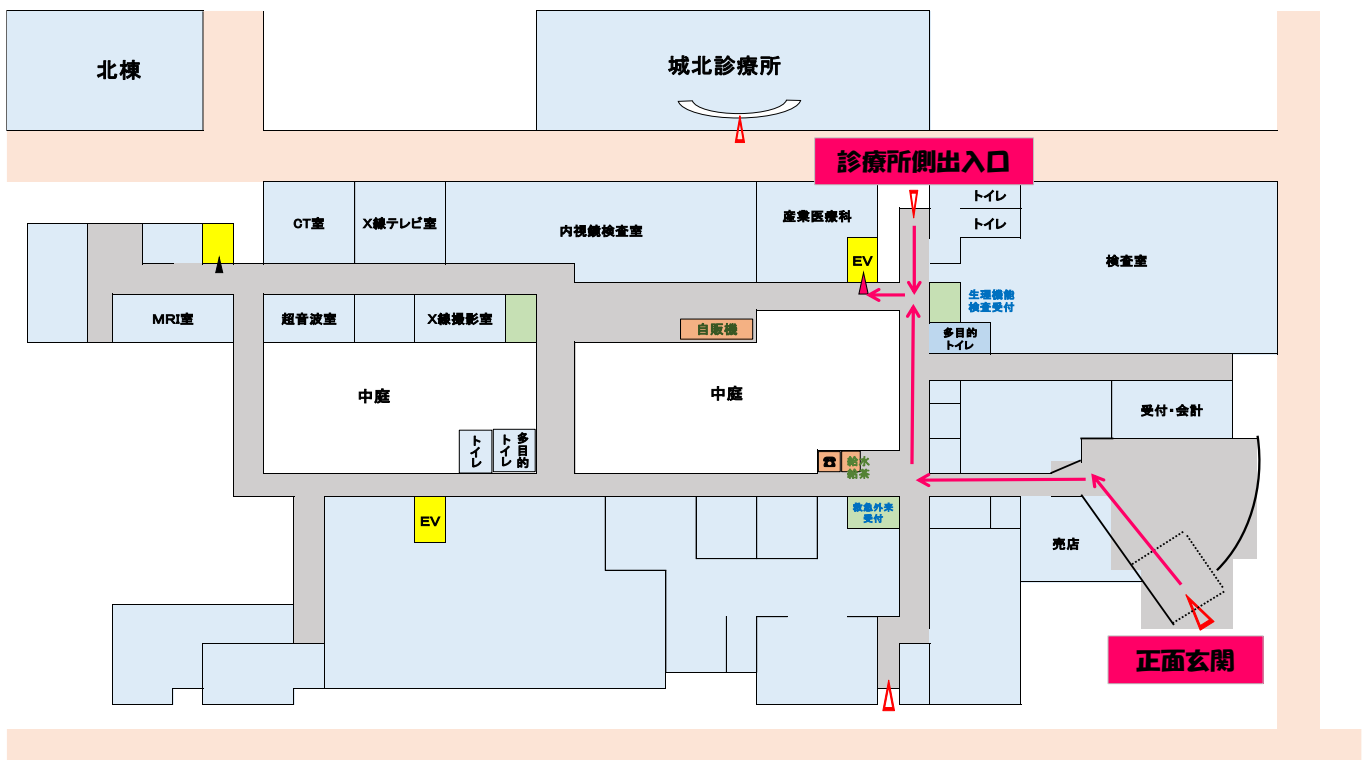 北棟
城北診療所
診療所側出入口
CT室
X線テレビ室
内視鏡検査室
産業医療科
トイレ
トイレ
検査室
EV
生理機能
検査受付
MRI室
超音波室
X線撮影室
自販機
多目的
トイレ
中庭
中庭
受付・会計
トイレ
多目的
トイレ
☎
給水
給茶
EV
救急外来
受付
売店
正面玄関